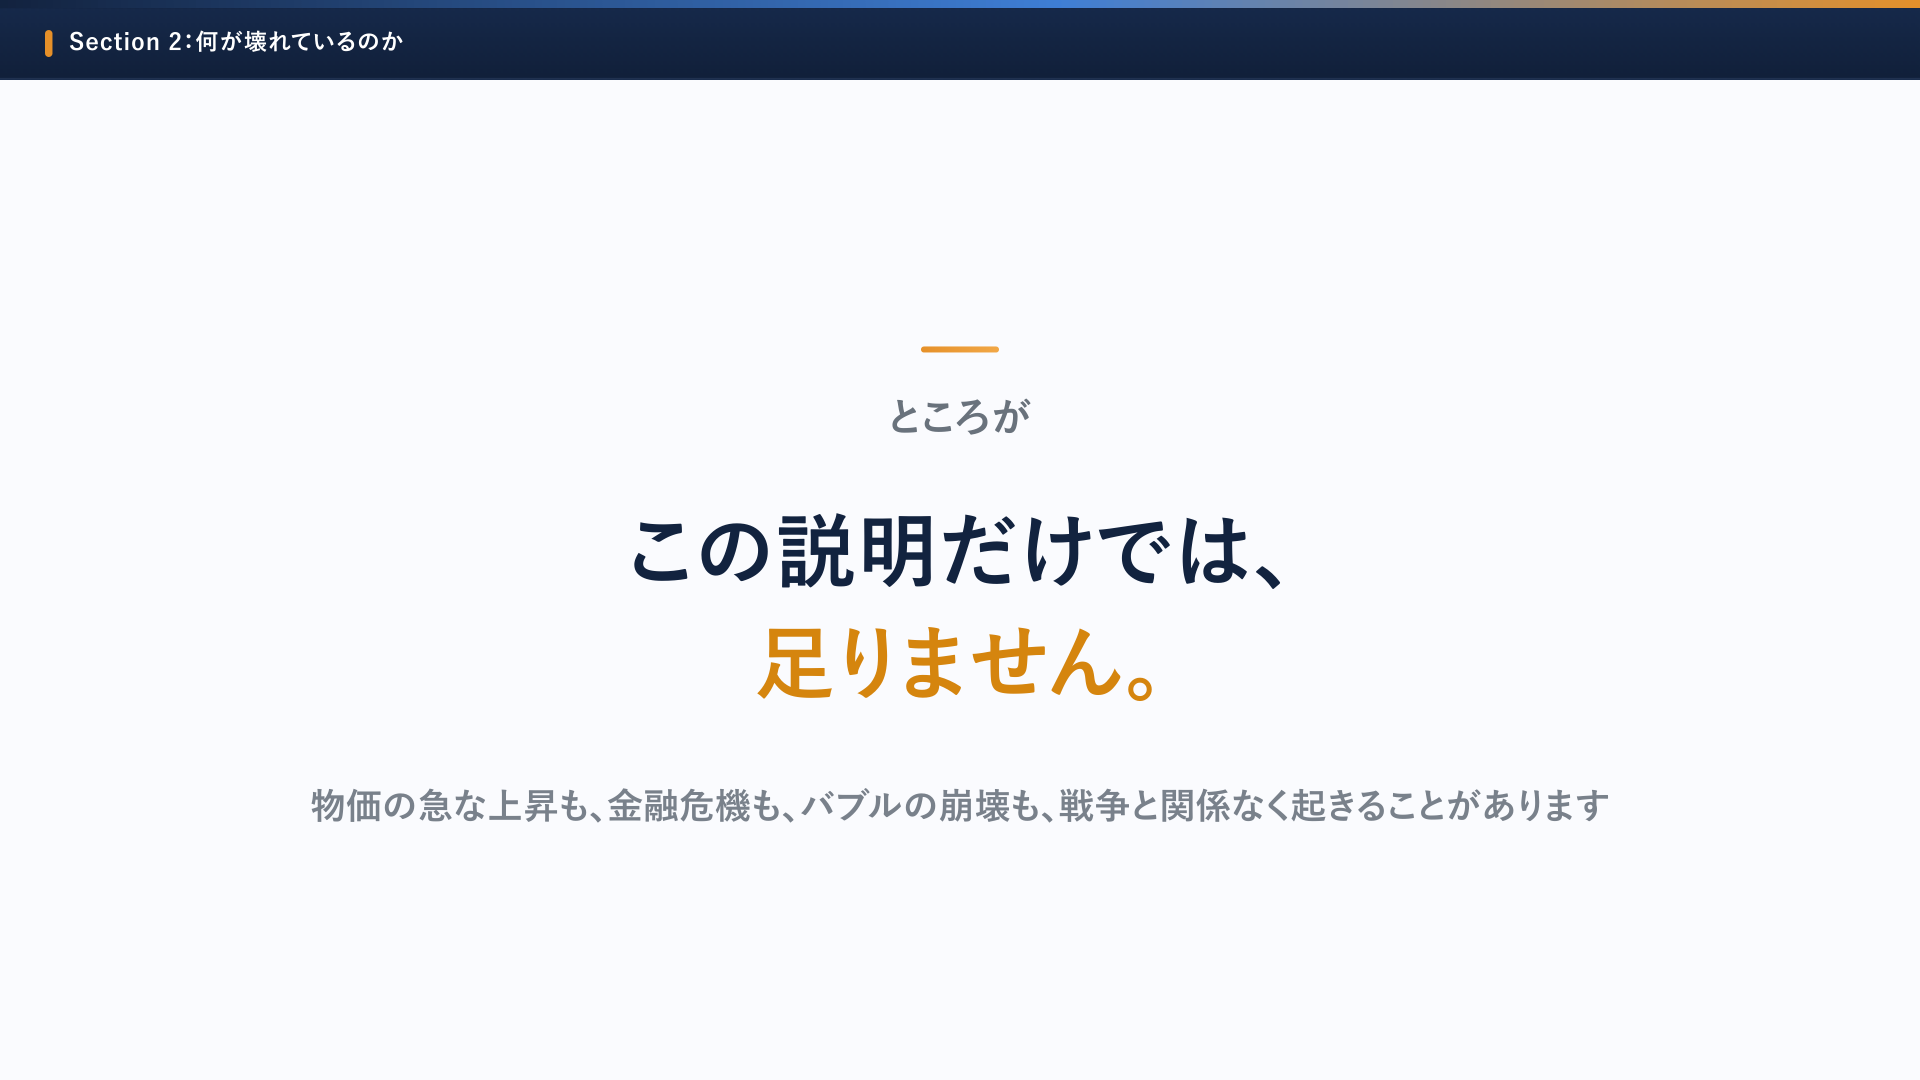 Section 2：何が壊れているのか
ところが
この説明だけでは、
足りません。
物価の急な上昇も、金融危機も、バブルの崩壊も、戦争と関係なく起きることがあります